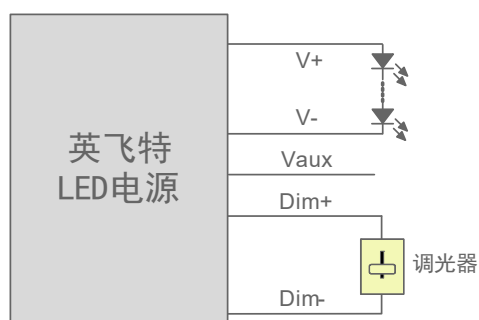 V+
V-
英飞特
LED电源
Vaux
Dim+
调光器
Dim-